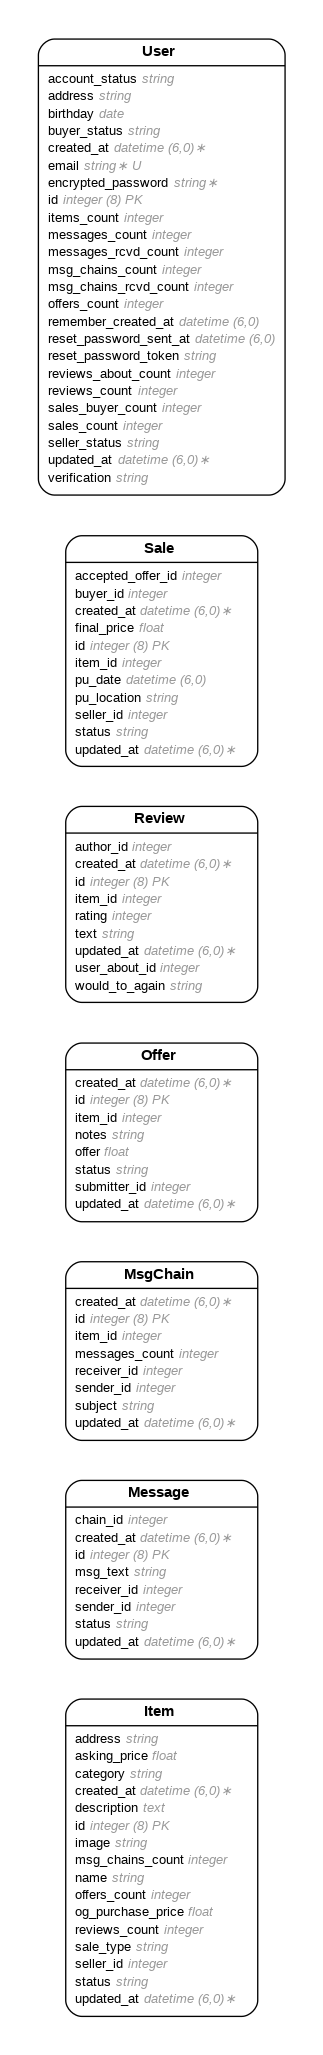 User
account_status string
address string
birthday date
buyer_status string
created_at datetime (6,0)∗
email string∗ U
encrypted_password string∗
id integer (8) PK
items_count integer
messages_count integer
messages_rcvd_count integer
msg_chains_count integer
msg_chains_rcvd_count integer
offers_count integer
remember_created_at datetime (6,0)
reset_password_sent_at datetime (6,0)
reset_password_token string
reviews_about_count integer
reviews_count integer
sales_buyer_count integer
sales_count integer
seller_status string
updated_at datetime (6,0)∗
verification string
Sale
accepted_offer_id integer
buyer_id integer
created_at datetime (6,0)∗
final_price float
id integer (8) PK
item_id integer
pu_date datetime (6,0)
pu_location string
seller_id integer
status string
updated_at datetime (6,0)∗
Review
author_id integer
created_at datetime (6,0)∗
id integer (8) PK
item_id integer
rating integer
text string
updated_at datetime (6,0)∗
user_about_id integer
would_to_again string
Offer
created_at datetime (6,0)∗
id integer (8) PK
item_id integer
notes string
offer float
status string
submitter_id integer
updated_at datetime (6,0)∗
MsgChain
created_at datetime (6,0)∗
id integer (8) PK
item_id integer
messages_count integer
receiver_id integer
sender_id integer
subject string
updated_at datetime (6,0)∗
Message
chain_id integer
created_at datetime (6,0)∗
id integer (8) PK
msg_text string
receiver_id integer
sender_id integer
status string
updated_at datetime (6,0)∗
Item
address string
asking_price float
category string
created_at datetime (6,0)∗
description text
id integer (8) PK
image string
msg_chains_count integer
name string
offers_count integer
og_purchase_price float
reviews_count integer
sale_type string
seller_id integer
status string
updated_at datetime (6,0)∗